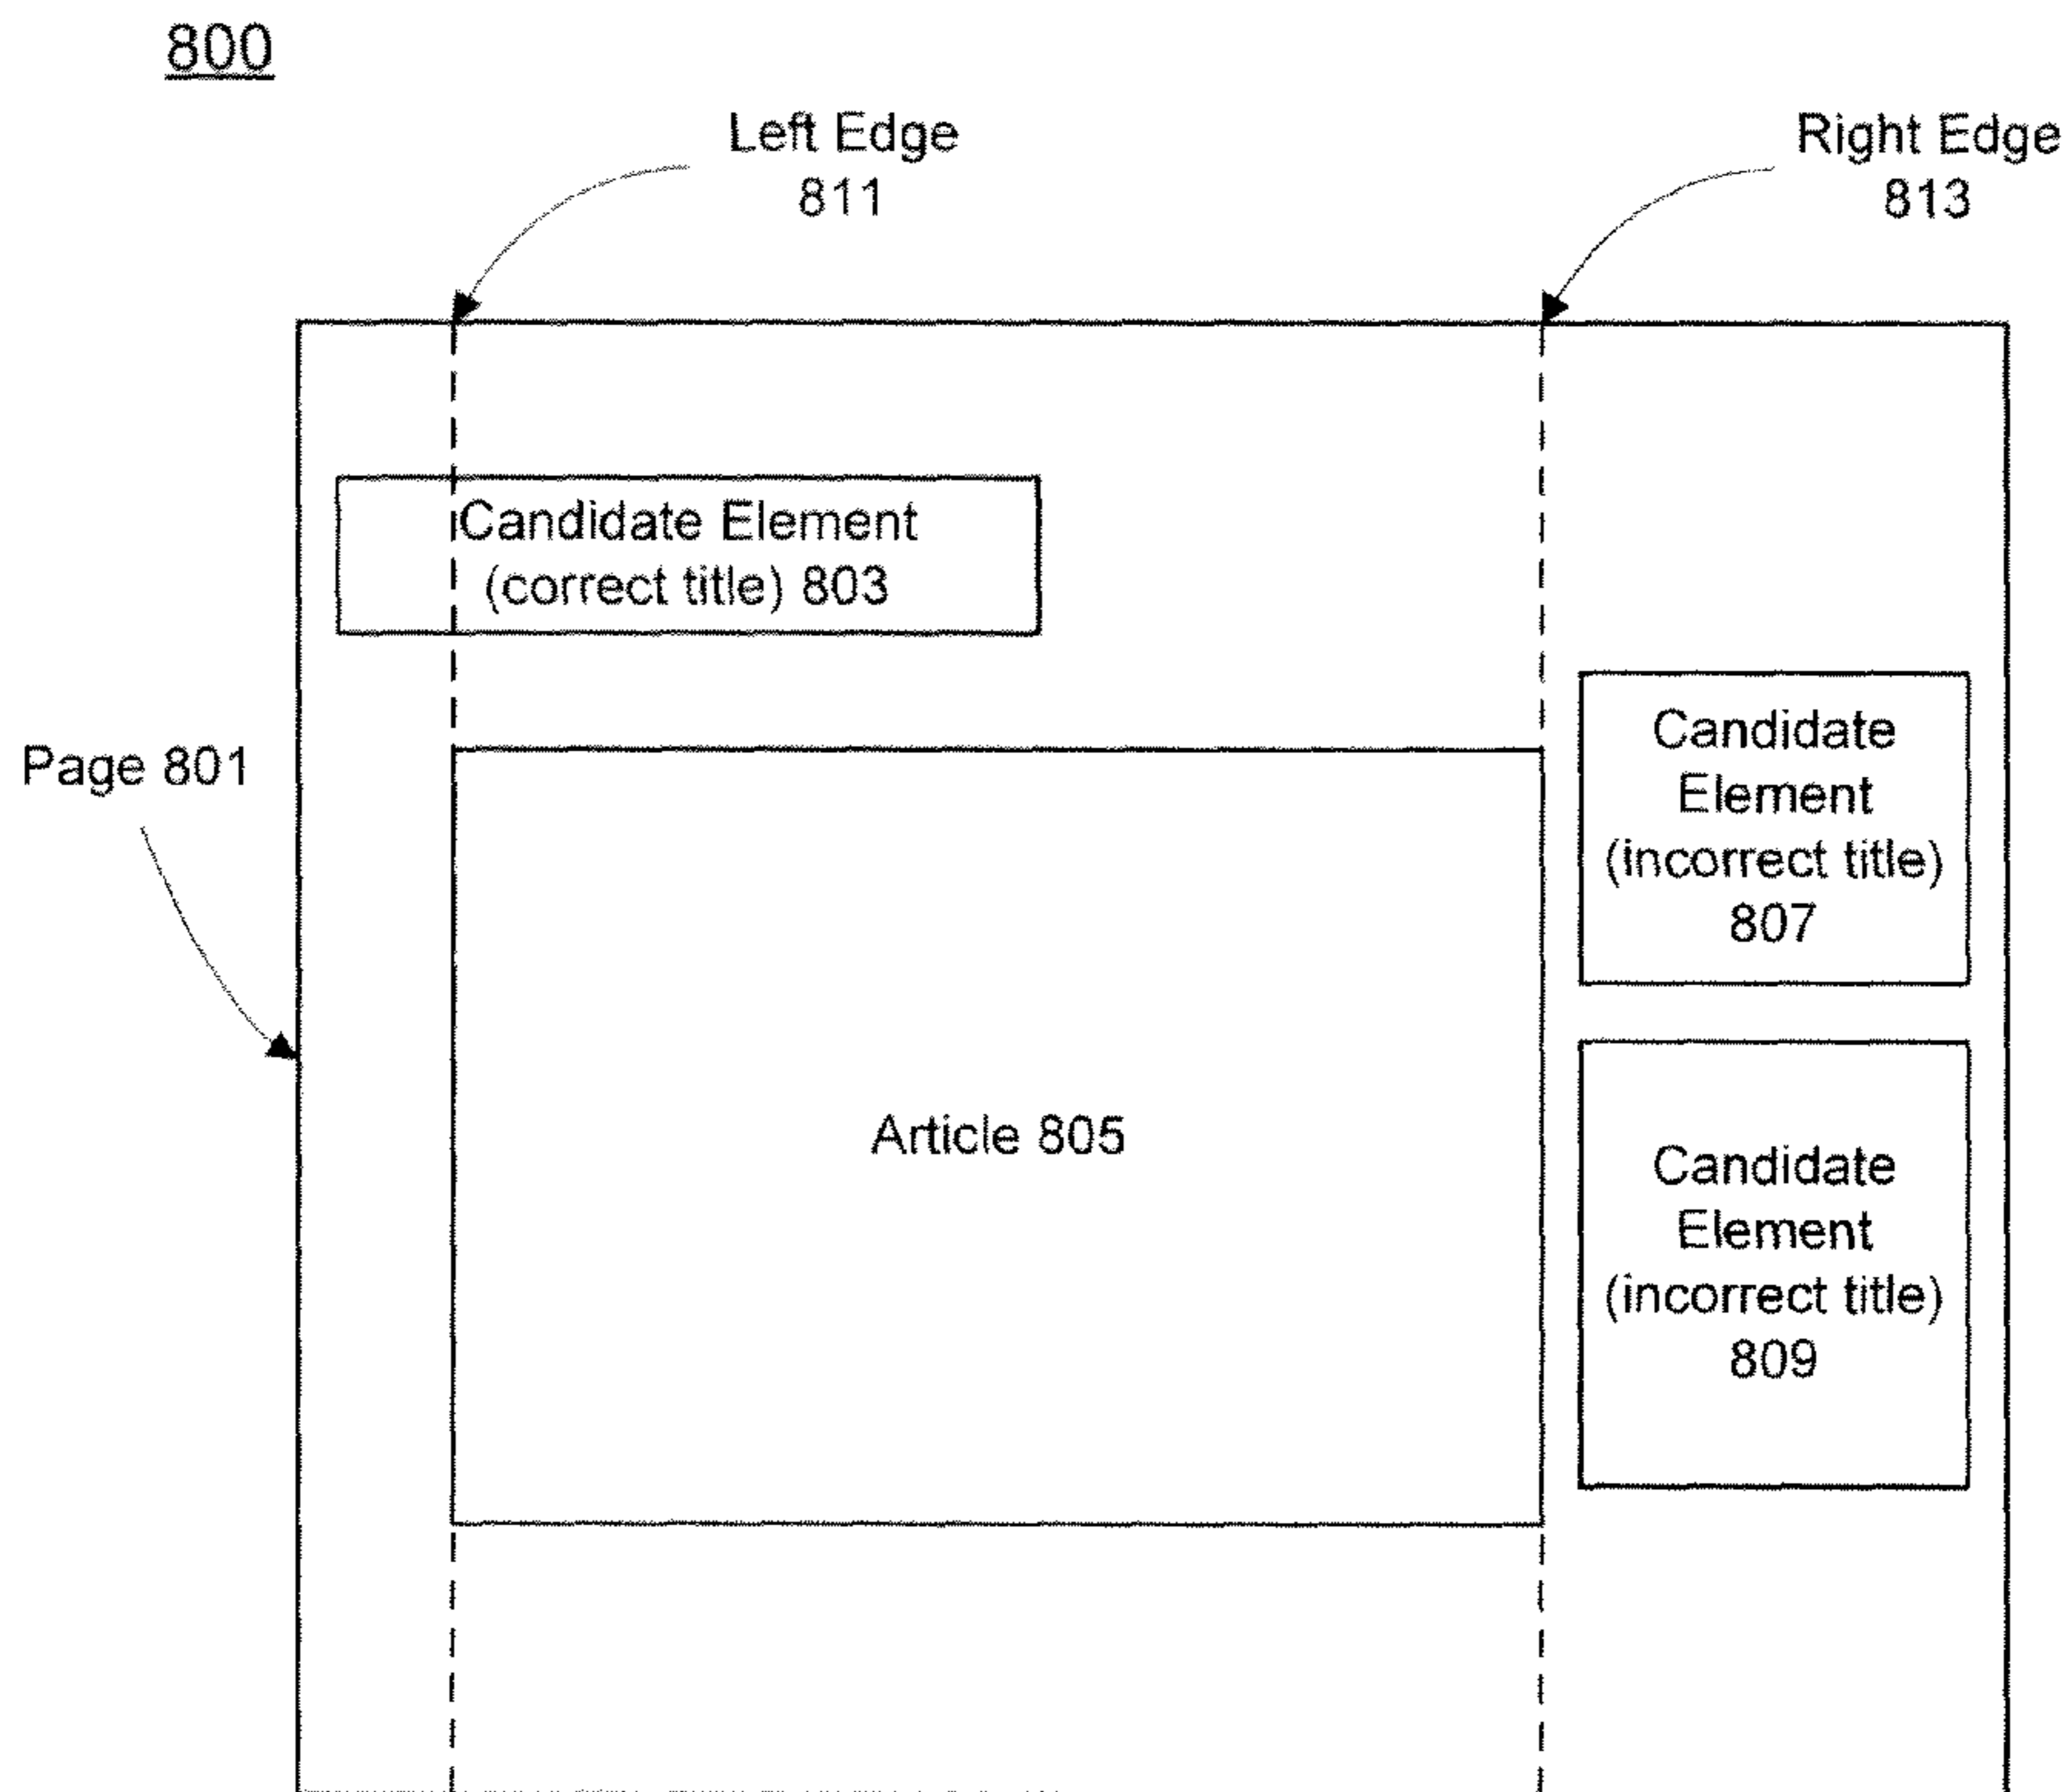 800
Left Edge
811
Right Edge
813
Candidate Element
(correct title) 803
Page 801
Candidate
Element
(incorrect title)
807
Article 805
Candidate
Element
(incorrect title)
809